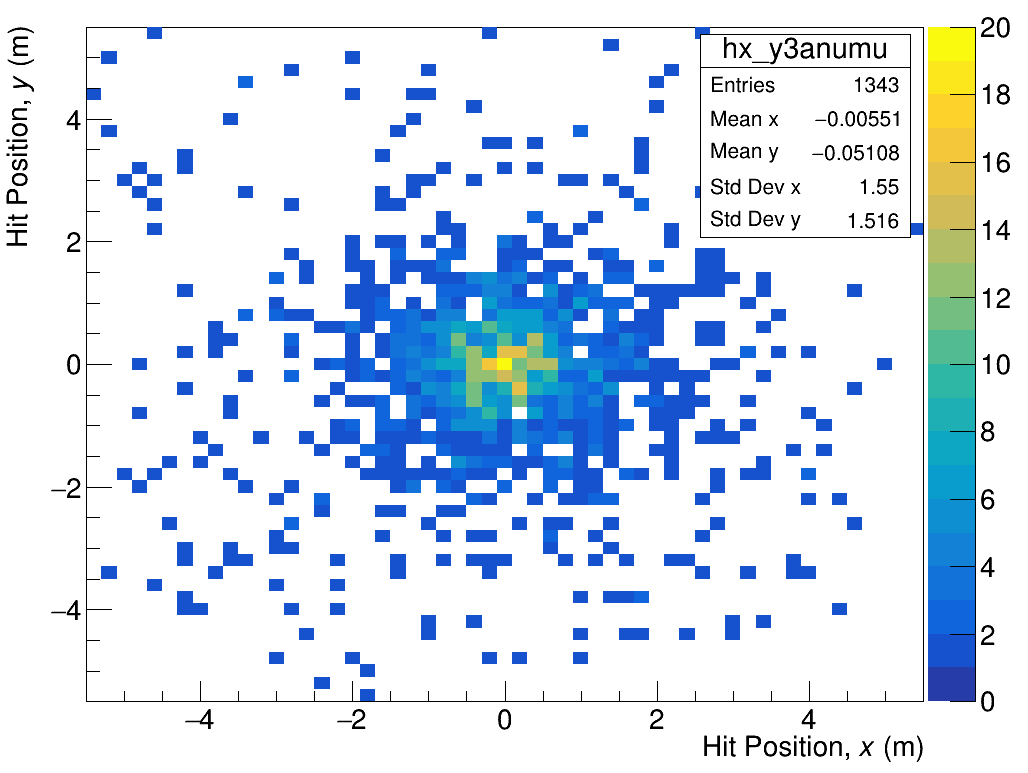 Hit Position, y (m)
hx_y3anumu
Entries 1343
Mean x −0.00551
Mean y −0.05108
Std Dev x 1.55
Std Dev y 1.516
4
2
0
−2
−4
−4 −2 0 2 4
Hit Position, x (m)
20
18
16
14
12
10
8
6
4
2
0